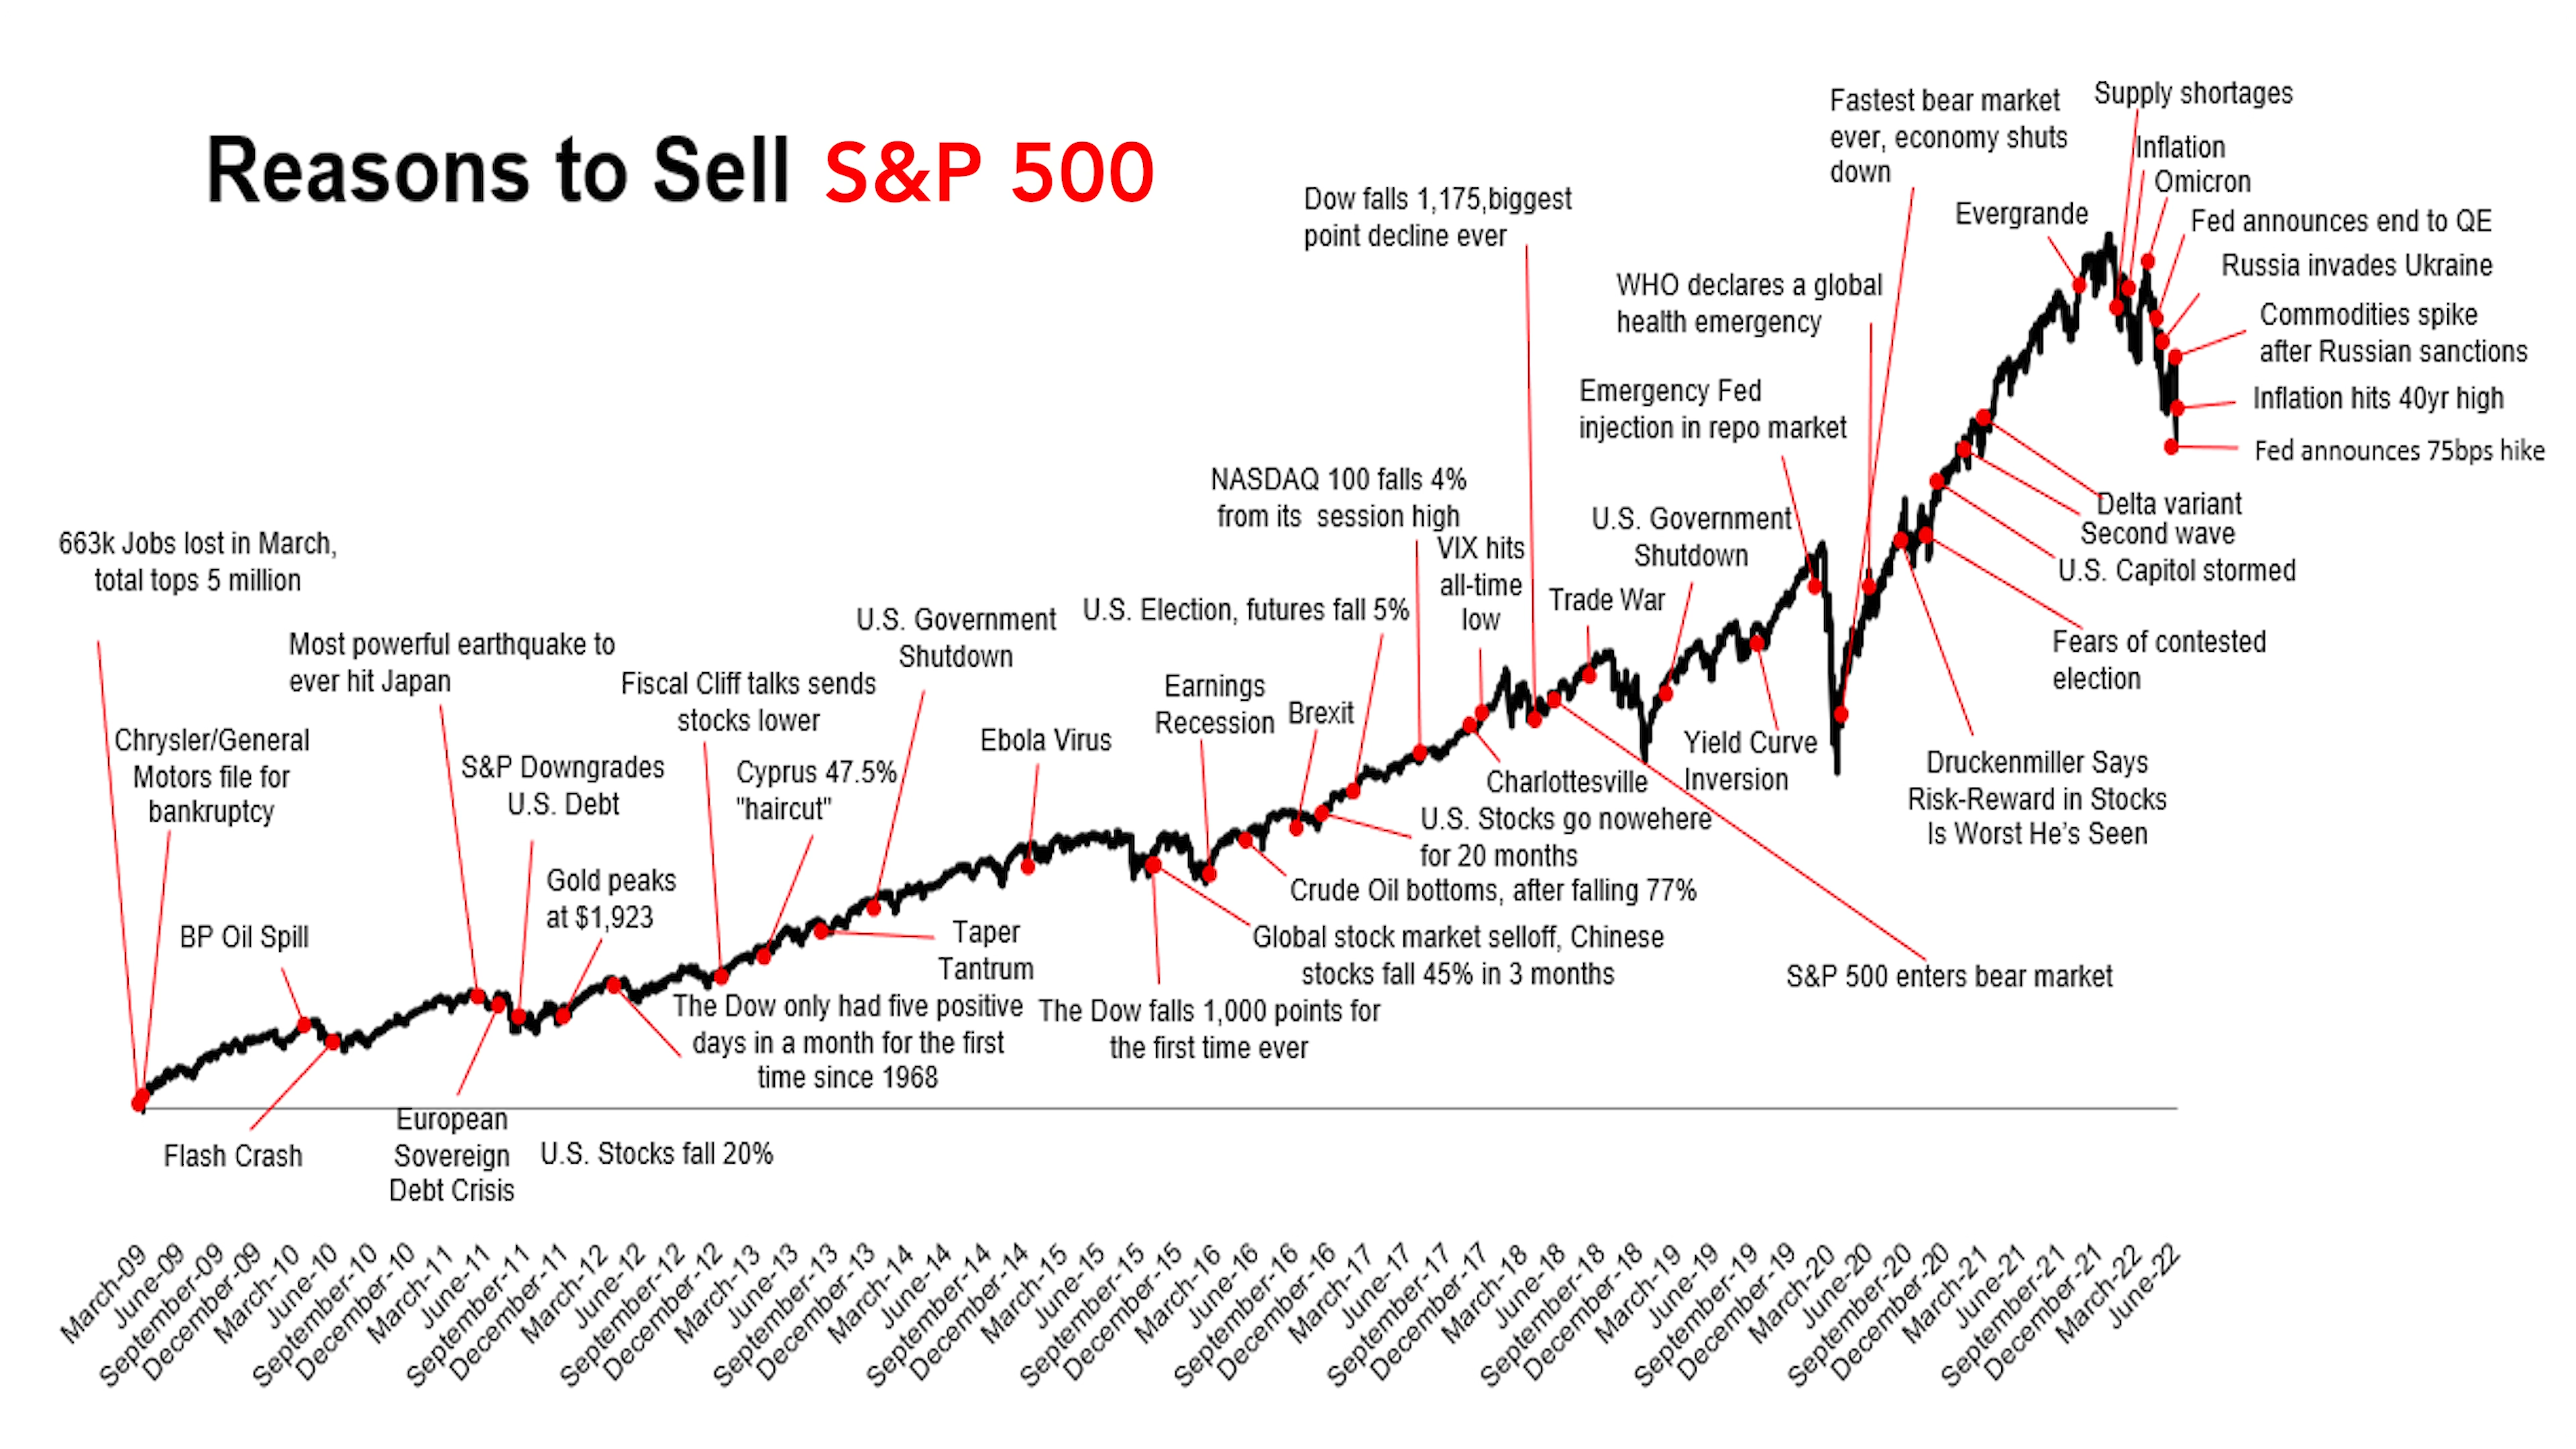 Reasons to Sell S&P 500
Fastest bear market
ever, economy shuts
down
Supply shortages
Inflation
Omicron
Evergrande
Fed announces end to QE
Russia invades Ukraine
Commodities spike
after Russian sanctions
Inflation hits 40yr high
Fed announces 75bps hike
Dow falls 1,175,biggest
point decline ever
WHO declares a global
health emergency
Emergency Fed
injection in repo market
NASDAQ 100 falls 4%
from its session high
VIX hits
all-time
low
U.S. Government
Shutdown
Trade War
Delta variant
Second wave
U.S. Capitol stormed
Fears of contested
election
663k Jobs lost in March,
total tops 5 million
Most powerful earthquake to
ever hit Japan
Chrysler/General
Motors file for
bankruptcy
S&P Downgrades
U.S. Debt
Fiscal Cliff talks sends
stocks lower
Cyprus 47.5%
"haircut"
U.S. Government
Shutdown
U.S. Election, futures fall 5%
Ebola Virus
Earnings
Recession
Brexit
Yield Curve
Inversion
Charlottesville
U.S. Stocks go nowehere
for 20 months
Crude Oil bottoms, after falling 77%
Druckenmiller Says
Risk-Reward in Stocks
Is Worst He's Seen
Gold peaks
at $1,923
BP Oil Spill
Taper
Tantrum
Global stock market selloff, Chinese
stocks fall 45% in 3 months
S&P 500 enters bear market
The Dow only had five positive
days in a month for the first
time since 1968
The Dow falls 1,000 points for
the first time ever
Flash Crash
European
Sovereign
Debt Crisis
U.S. Stocks fall 20%
March-09
June-09
September-09
December-09
March-10
June-10
September-10
December-10
March-11
June-11
September-11
December-11
March-12
June-12
September-12
December-12
March-13
June-13
September-13
December-13
March-14
June-14
September-14
December-14
March-15
June-15
September-15
December-15
March-16
June-16
September-16
December-16
March-17
June-17
September-17
December-17
March-18
June-18
September-18
December-18
March-19
June-19
September-19
December-19
March-20
June-20
September-20
December-20
March-21
June-21
September-21
December-21
March-22
June-22